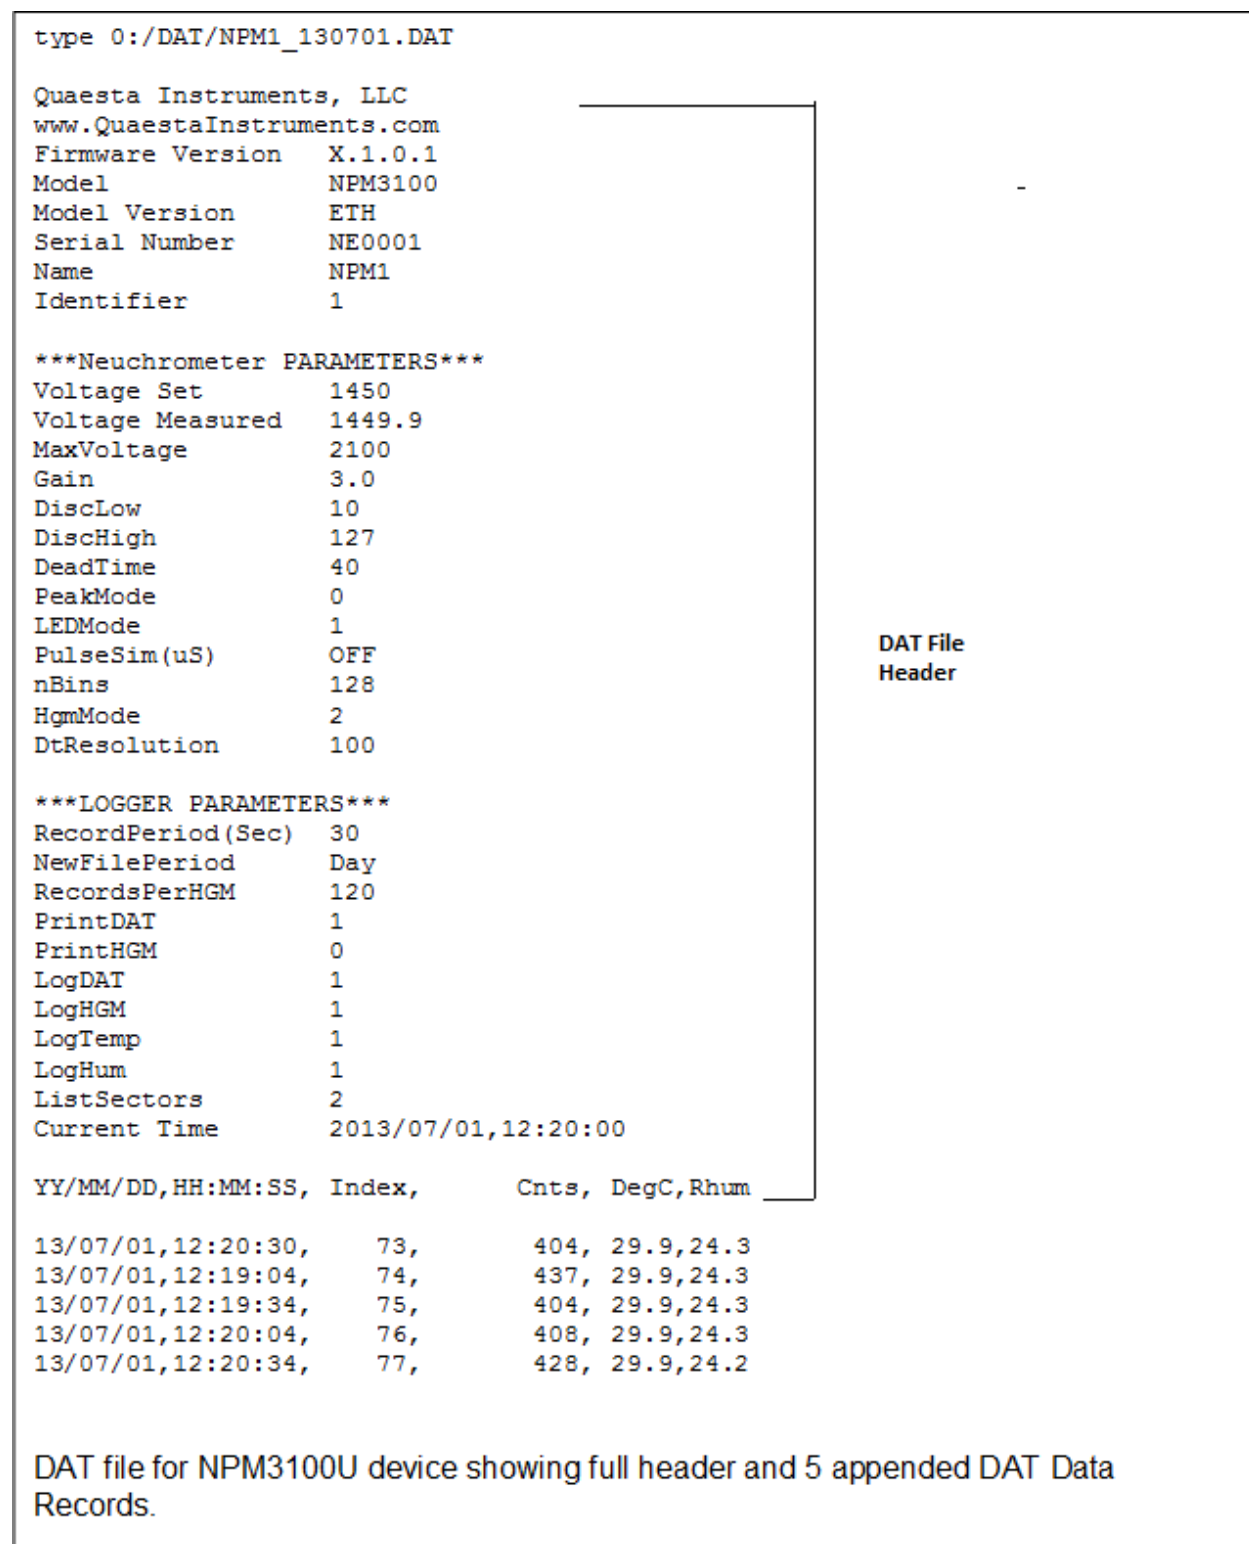 type 0:/DAT/NPM1_130701.DAT
Quaesta Instruments, LLC
www.QuaestaInstruments.com
Firmware Version X.1.0.1
Model NPM3100
Model Version ETH
Serial Number NE0001
Name NPM1
Identifier 1
***Neuchrometer PARAMETERS***
Voltage Set 1450
Voltage Measured 1449.9
MaxVoltage 2100
Gain 3.0
DiscLow 10
DiscHigh 127
DeadTime 40
PeakMode 0
LEDMode 1
PulseSim(uS) OFF
nBins 128
HgmMode 2
DtResolution 100
DAT File
Header
***LOGGER PARAMETERS***
RecordPeriod(Sec) 30
NewFilePeriod Day
RecordsPerHGM 120
PrintDAT 1
PrintHGM 0
LogDAT 1
LogHGM 1
LogTemp 1
LogHum 1
ListSectors 2
Current Time 2013/07/01,12:20:00
YY/MM/DD,HH:MM:SS, Index, Cnts, DegC,Rhum
13/07/01,12:20:30, 73, 404, 29.9,24.3
13/07/01,12:19:04, 74, 437, 29.9,24.3
13/07/01,12:19:34, 75, 404, 29.9,24.3
13/07/01,12:20:04, 76, 408, 29.9,24.3
13/07/01,12:20:34, 77, 428, 29.9,24.2
DAT file for NPM3100U device showing full header and 5 appended DAT Data
Records.